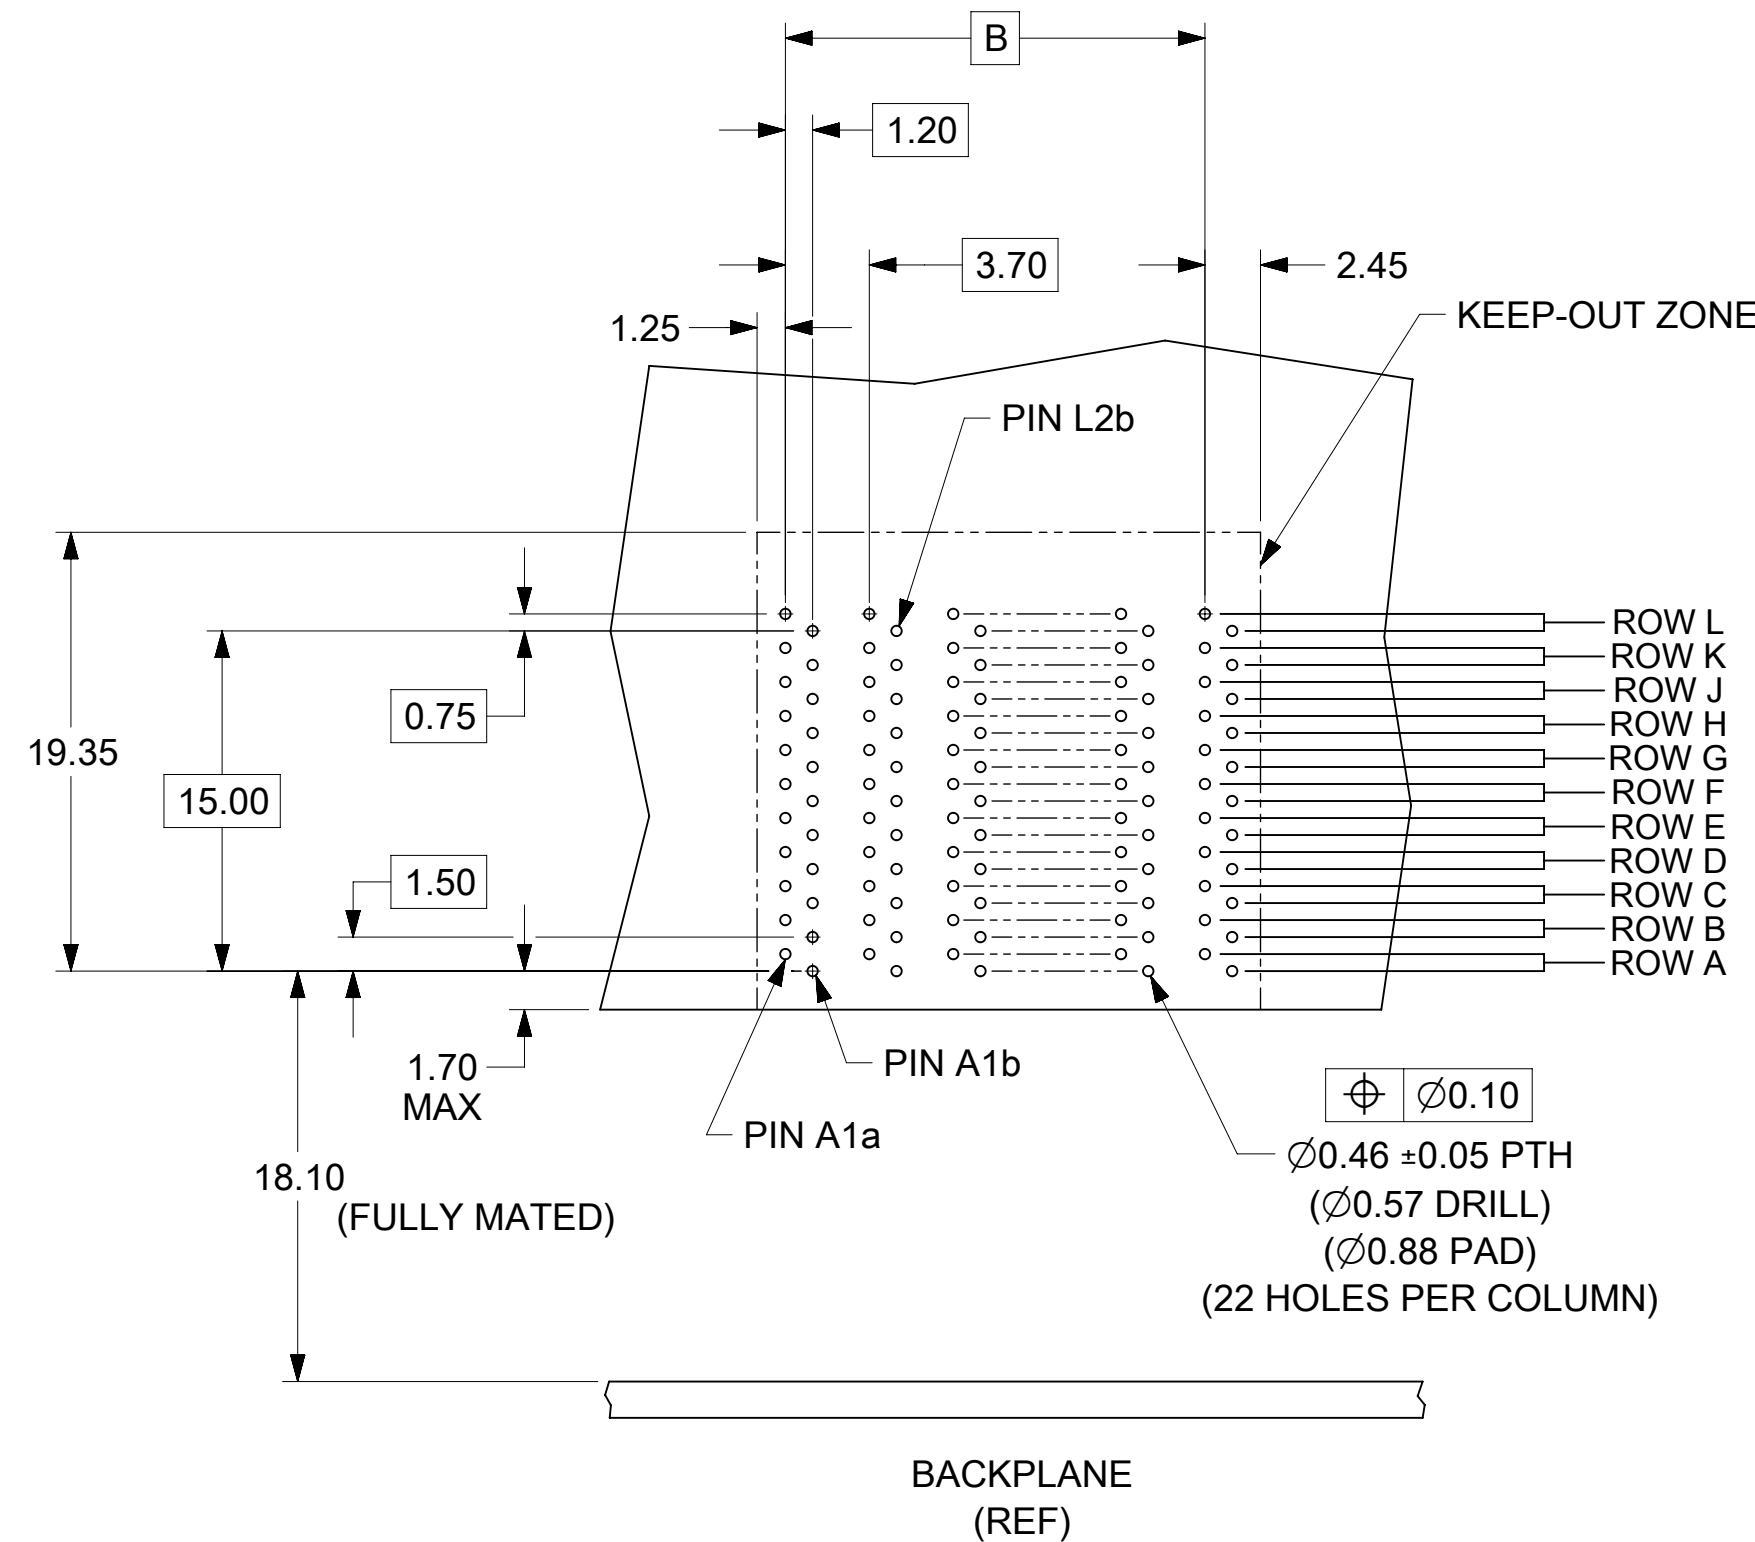 B
1.20
3.70
2.45
1.25
KEEP-OUT ZONE
PIN L2b
ROW L
ROW K
ROW J
ROW H
ROW G
ROW F
ROW E
ROW D
ROW C
ROW B
ROW A
0.75
19.35
15.00
1.50
1.70
MAX
PIN A1b
PIN A1a
⌖ ∅0.10
∅0.46 ±0.05 PTH
(∅0.57 DRILL)
(∅0.88 PAD)
(22 HOLES PER COLUMN)
18.10
(FULLY MATED)
BACKPLANE
(REF)